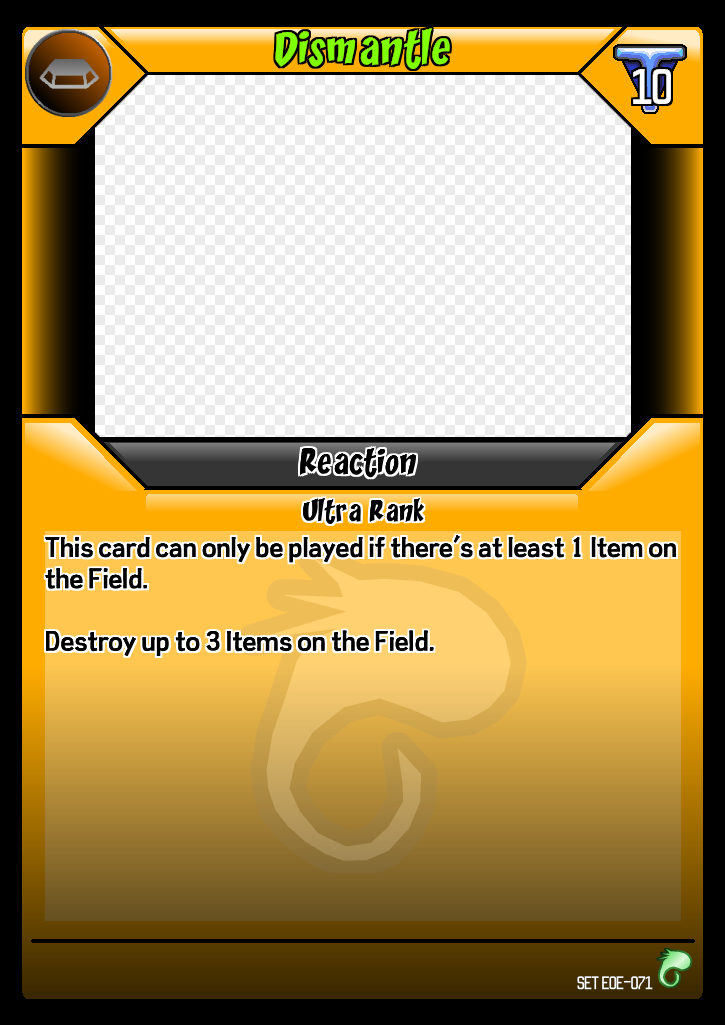 Dismantle
10
Reaction
Ultra Rank
This card can only be played if there's at least 1 Item on
the Field.
Destroy up to 3 Items on the Field.
SET EOE-071